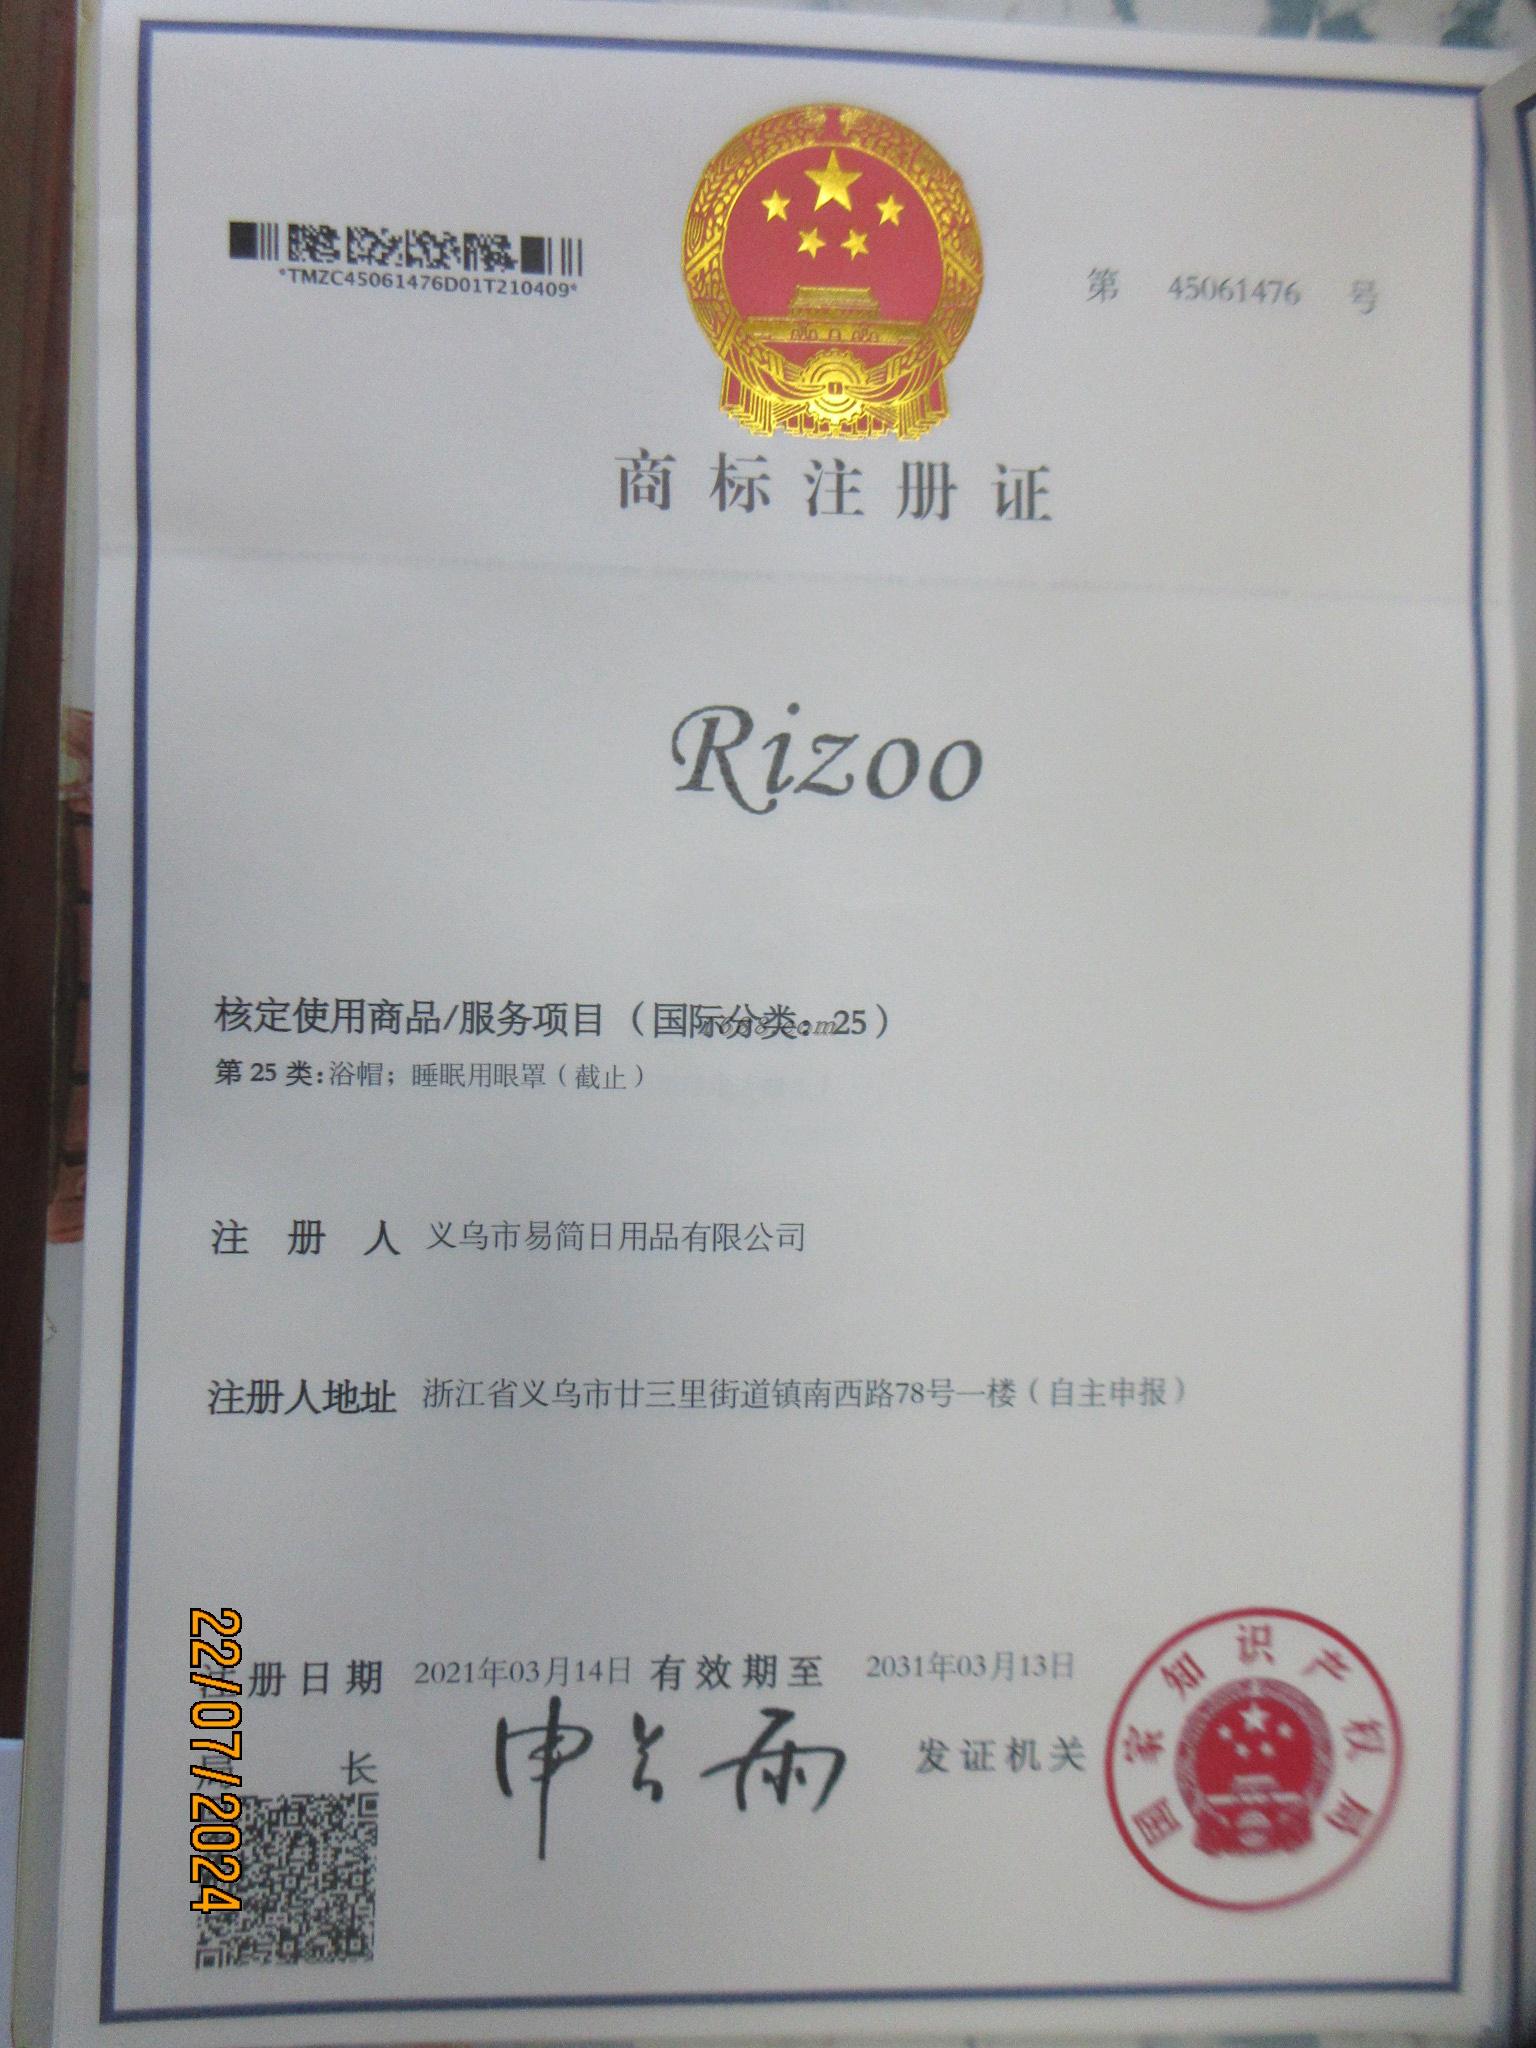 *TMZC45061476D01T210409*
第 45061476 号
商标注册证
Rizoo
核定使用商品/服务项目（国际分类：25）
第 25 类：浴帽；睡眠用眼罩（截止）
注册人 义乌市易简日用品有限公司
注册人地址 浙江省义乌市廿三里街道镇南西路78号一楼（自主申报）
注册日期 2021年03月14日 有效期至 2031年03月13日
局长 申长雨 发证机关
国家知识产权局
22/07/2024